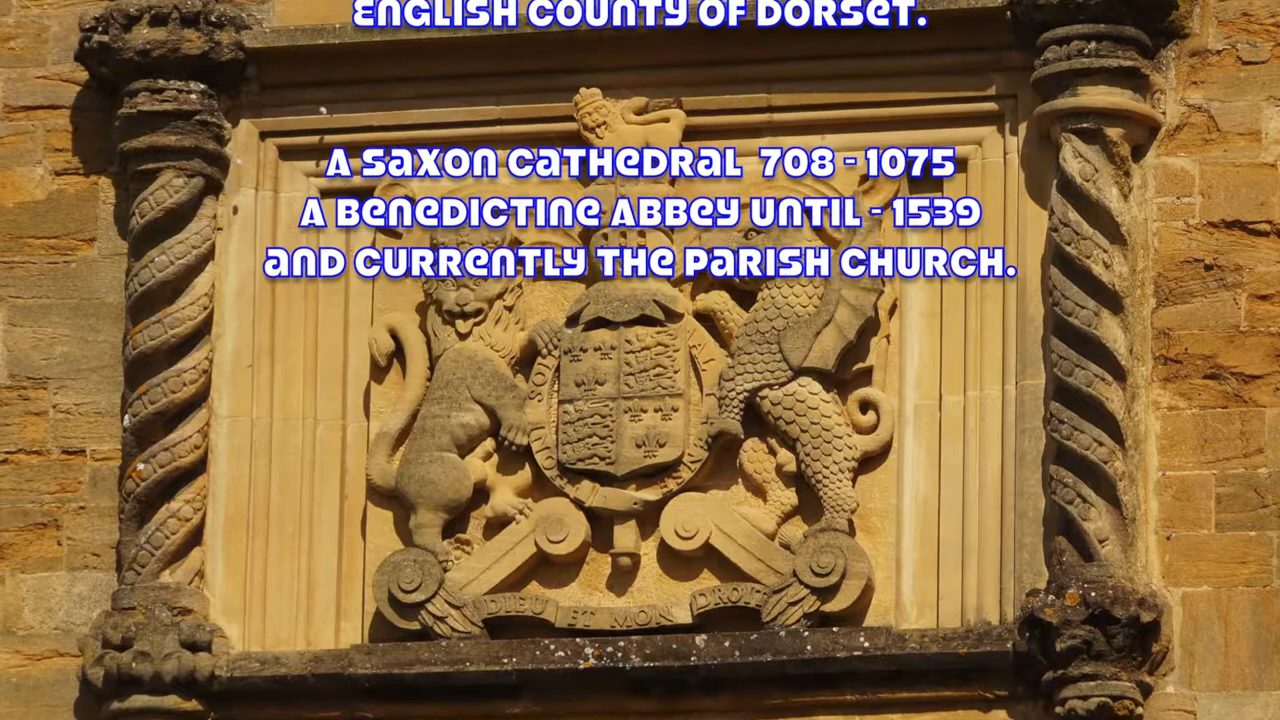 ENGLISH COUNTY OF DORSET.
A SAXON CATHEDRAL 708 - 1075
A BENEDICTINE ABBEY UNTIL - 1539
AND CURRENTLY THE PARISH CHURCH.
DIEU ET MON DROIT